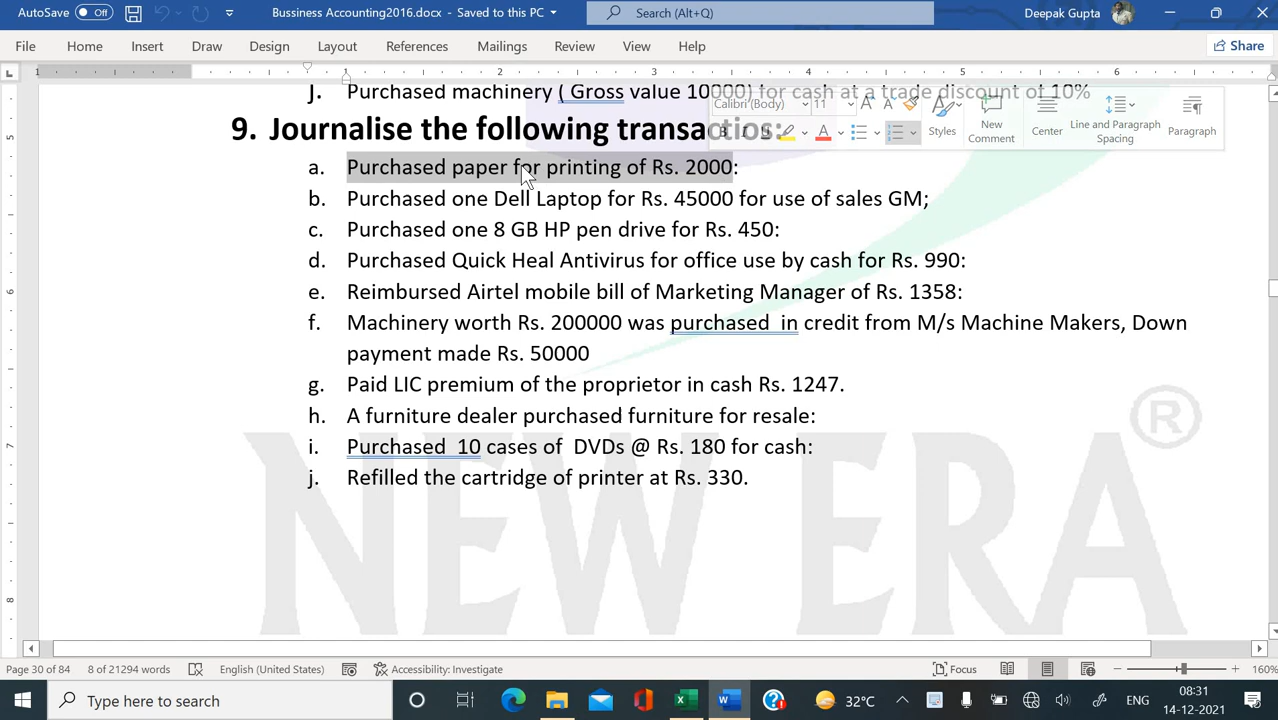 AutoSave Off Bussiness Accounting2016.docx - Saved to this PC Search (Alt+Q) Deepak Gupta
File Home Insert Draw Design Layout References Mailings Review View Help Share
J. Purchased machinery ( Gross value 10000) for cash at a trade discount of 10%
Calibri (Body) 11 Styles New Comment Center Line and Paragraph Spacing Paragraph
9. Journalise the following transactios:
a. Purchased paper for printing of Rs. 2000:
b. Purchased one Dell Laptop for Rs. 45000 for use of sales GM;
c. Purchased one 8 GB HP pen drive for Rs. 450:
d. Purchased Quick Heal Antivirus for office use by cash for Rs. 990:
e. Reimbursed Airtel mobile bill of Marketing Manager of Rs. 1358:
f. Machinery worth Rs. 200000 was purchased in credit from M/s Machine Makers, Down
payment made Rs. 50000
g. Paid LIC premium of the proprietor in cash Rs. 1247.
h. A furniture dealer purchased furniture for resale:
i. Purchased 10 cases of DVDs @ Rs. 180 for cash:
j. Refilled the cartridge of printer at Rs. 330.
NEW ERA ®
Page 30 of 84 8 of 21294 words English (United States) Accessibility: Investigate Focus 160%
Type here to search 32°C ENG 08:31
14-12-2021